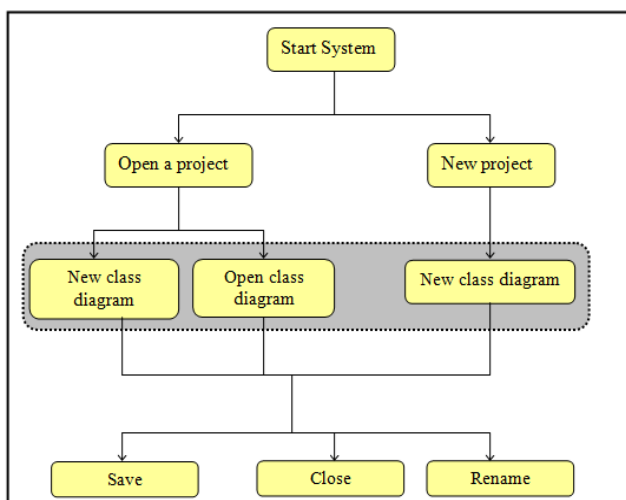 Start System
Open a project
New project
New class
diagram
Open class
diagram
New class diagram
Save
Close
Rename